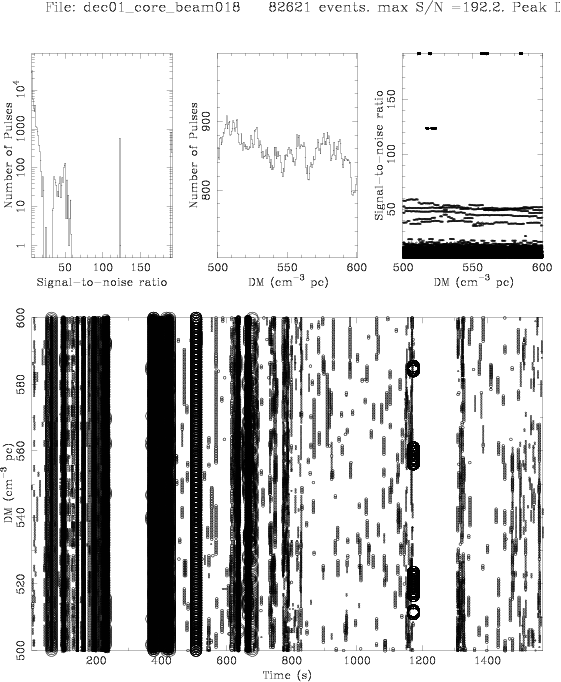 File: dec01_core_beam018 82621 events. max S/N =192.2. Peak D
Number of Pulses
1 10 100 1000 10^4
50 100 150
Signal-to-noise ratio
Number of Pulses
800 900
500 550 600
DM (cm^-3 pc)
Signal-to-noise ratio
50 100 150
500 550 600
DM (cm^-3 pc)
DM (cm^-3 pc)
500 520 540 560 580 600
200 400 600 800 1000 1200 1400
Time (s)